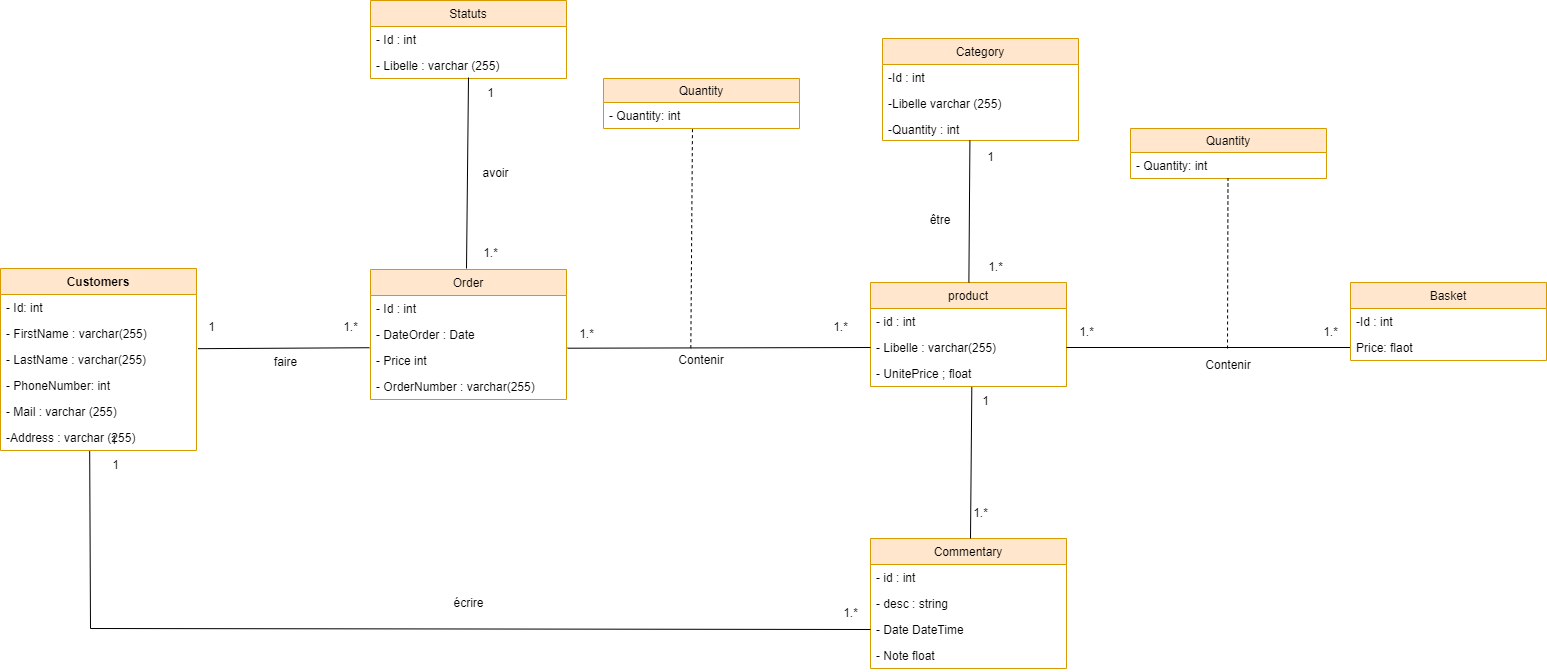 Statuts
- Id : int
- Libelle : varchar (255)
1
avoir
1.*
Quantity
- Quantity: int
Category
-Id : int
-Libelle varchar (255)
-Quantity : int
1
être
1.*
Quantity
- Quantity: int
Customers
- Id: int
- FirstName : varchar(255)
- LastName : varchar(255)
- PhoneNumber: int
- Mail : varchar (255)
-Address : varchar (255)
1
1
faire
1.*
Order
- Id : int
- DateOrder : Date
- Price int
- OrderNumber : varchar(255)
1.*
Contenir
1.*
product
- id : int
- Libelle : varchar(255)
- UnitePrice ; float
1.*
Contenir
1.*
Basket
-Id : int
Price: flaot
1
1.*
écrire
1.*
Commentary
- id : int
- desc : string
- Date DateTime
- Note float